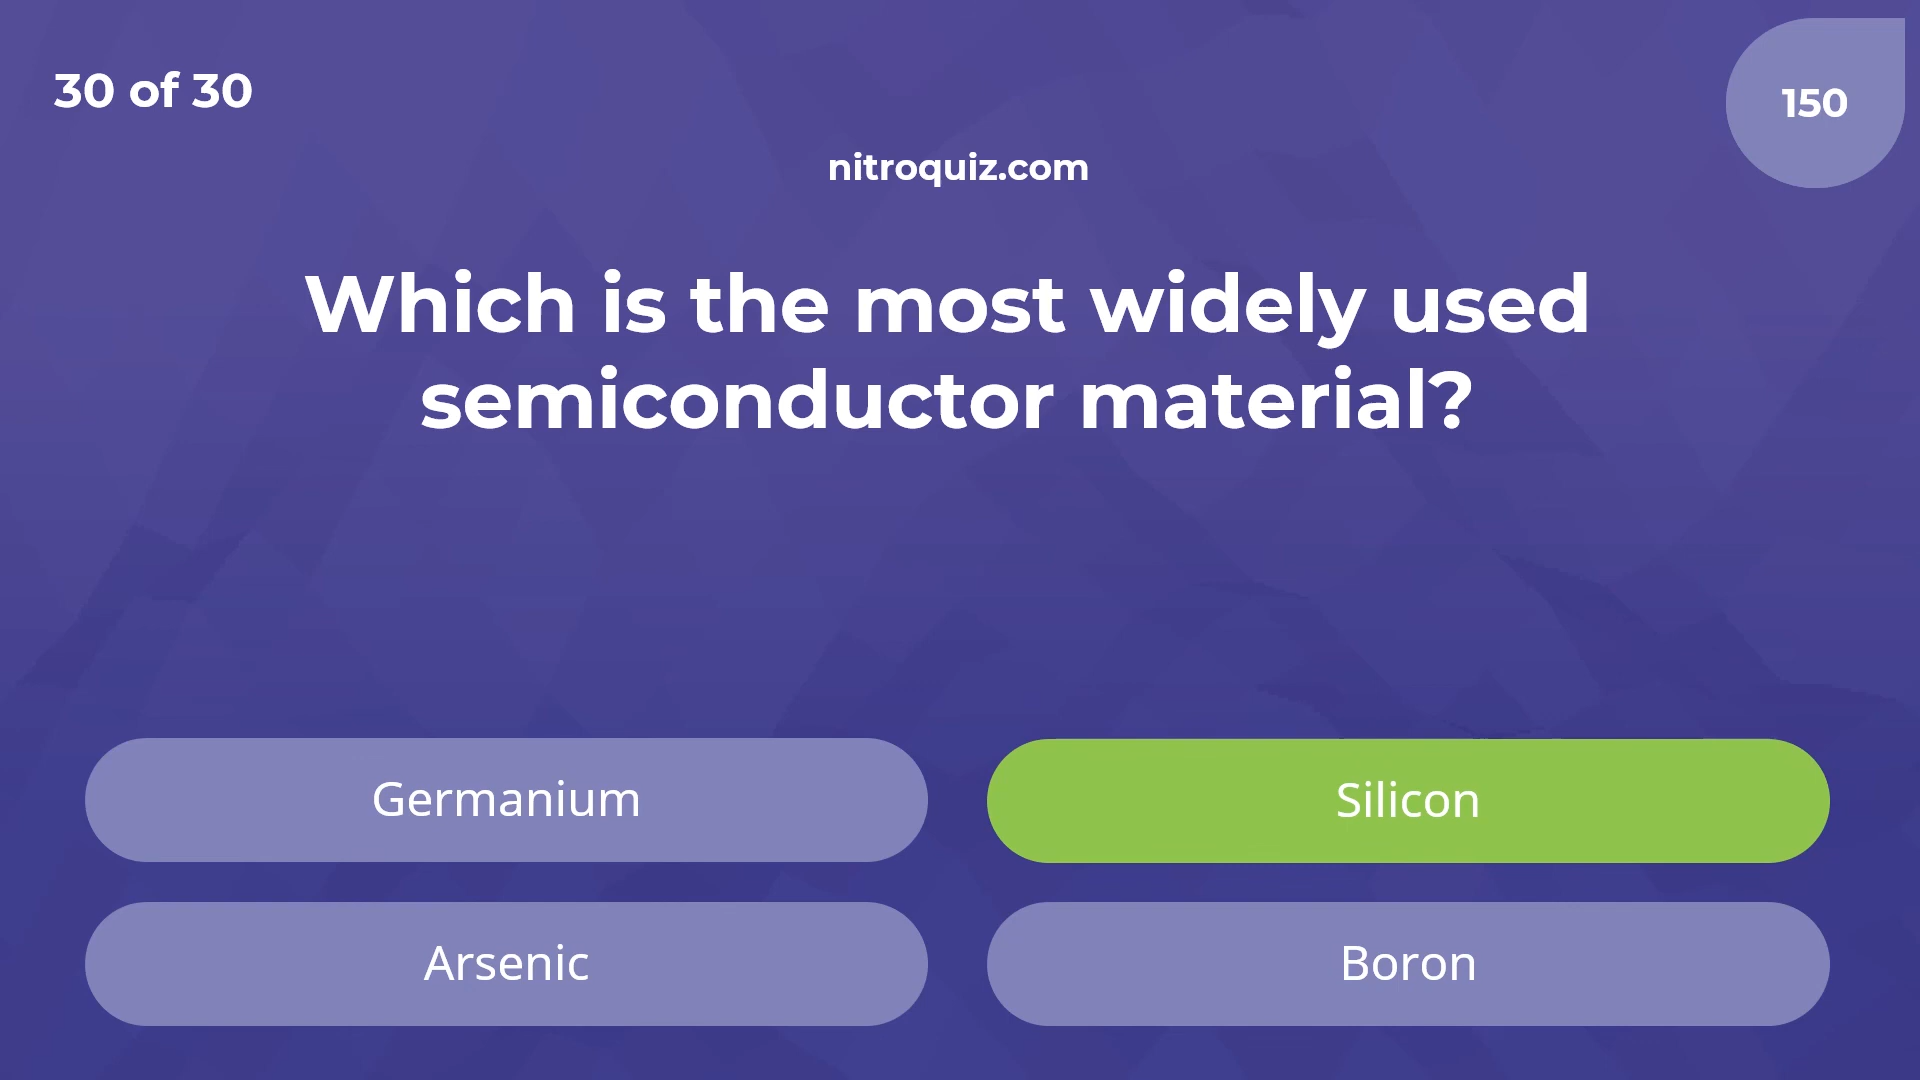 30 of 30
150
nitroquiz.com
Which is the most widely used
semiconductor material?
Germanium
Silicon
Arsenic
Boron